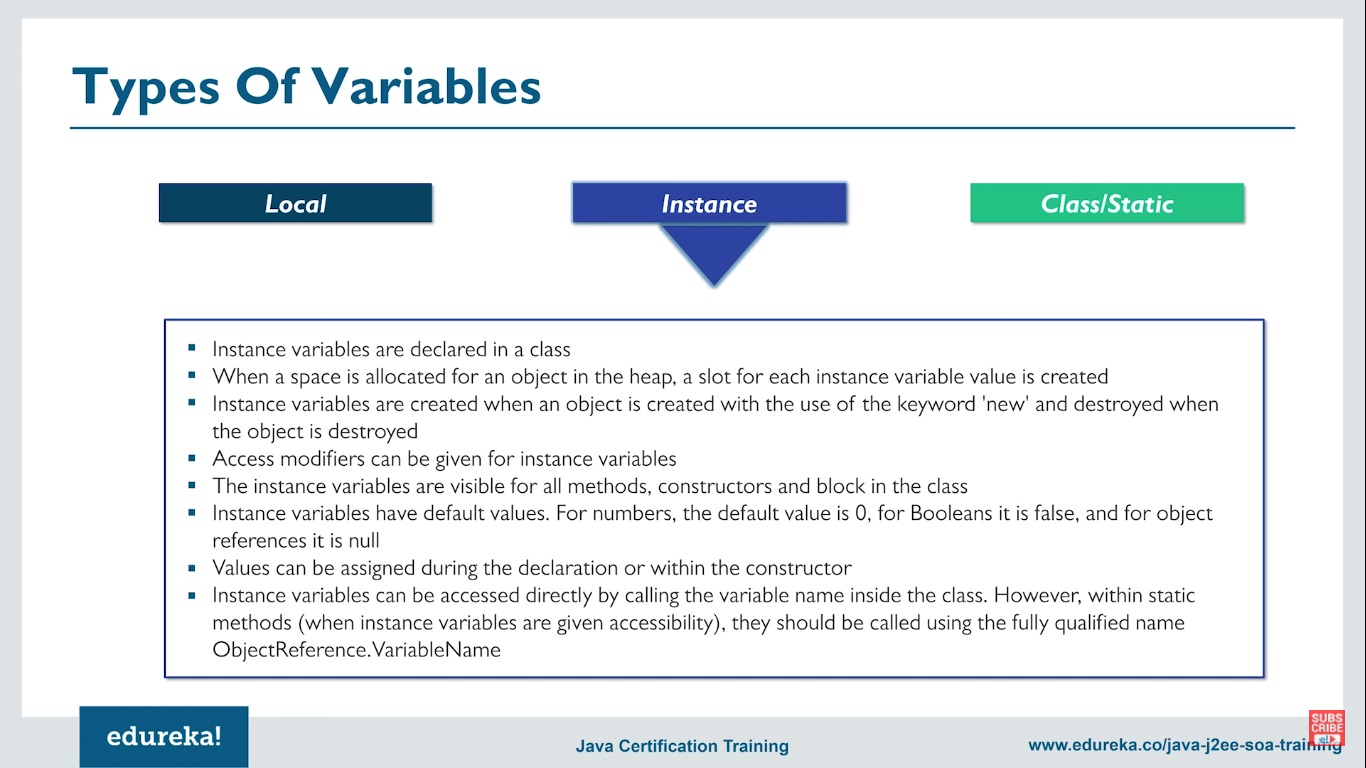 Types Of Variables
Local
Instance
Class/Static
▪ Instance variables are declared in a class
▪ When a space is allocated for an object in the heap, a slot for each instance variable value is created
▪ Instance variables are created when an object is created with the use of the keyword 'new' and destroyed when
the object is destroyed
▪ Access modifiers can be given for instance variables
▪ The instance variables are visible for all methods, constructors and block in the class
▪ Instance variables have default values. For numbers, the default value is 0, for Booleans it is false, and for object
references it is null
▪ Values can be assigned during the declaration or within the constructor
▪ Instance variables can be accessed directly by calling the variable name inside the class. However, within static
methods (when instance variables are given accessibility), they should be called using the fully qualified name
ObjectReference.VariableName
edureka!
Java Certification Training
www.edureka.co/java-j2ee-soa-training
SUBS
CRIBE